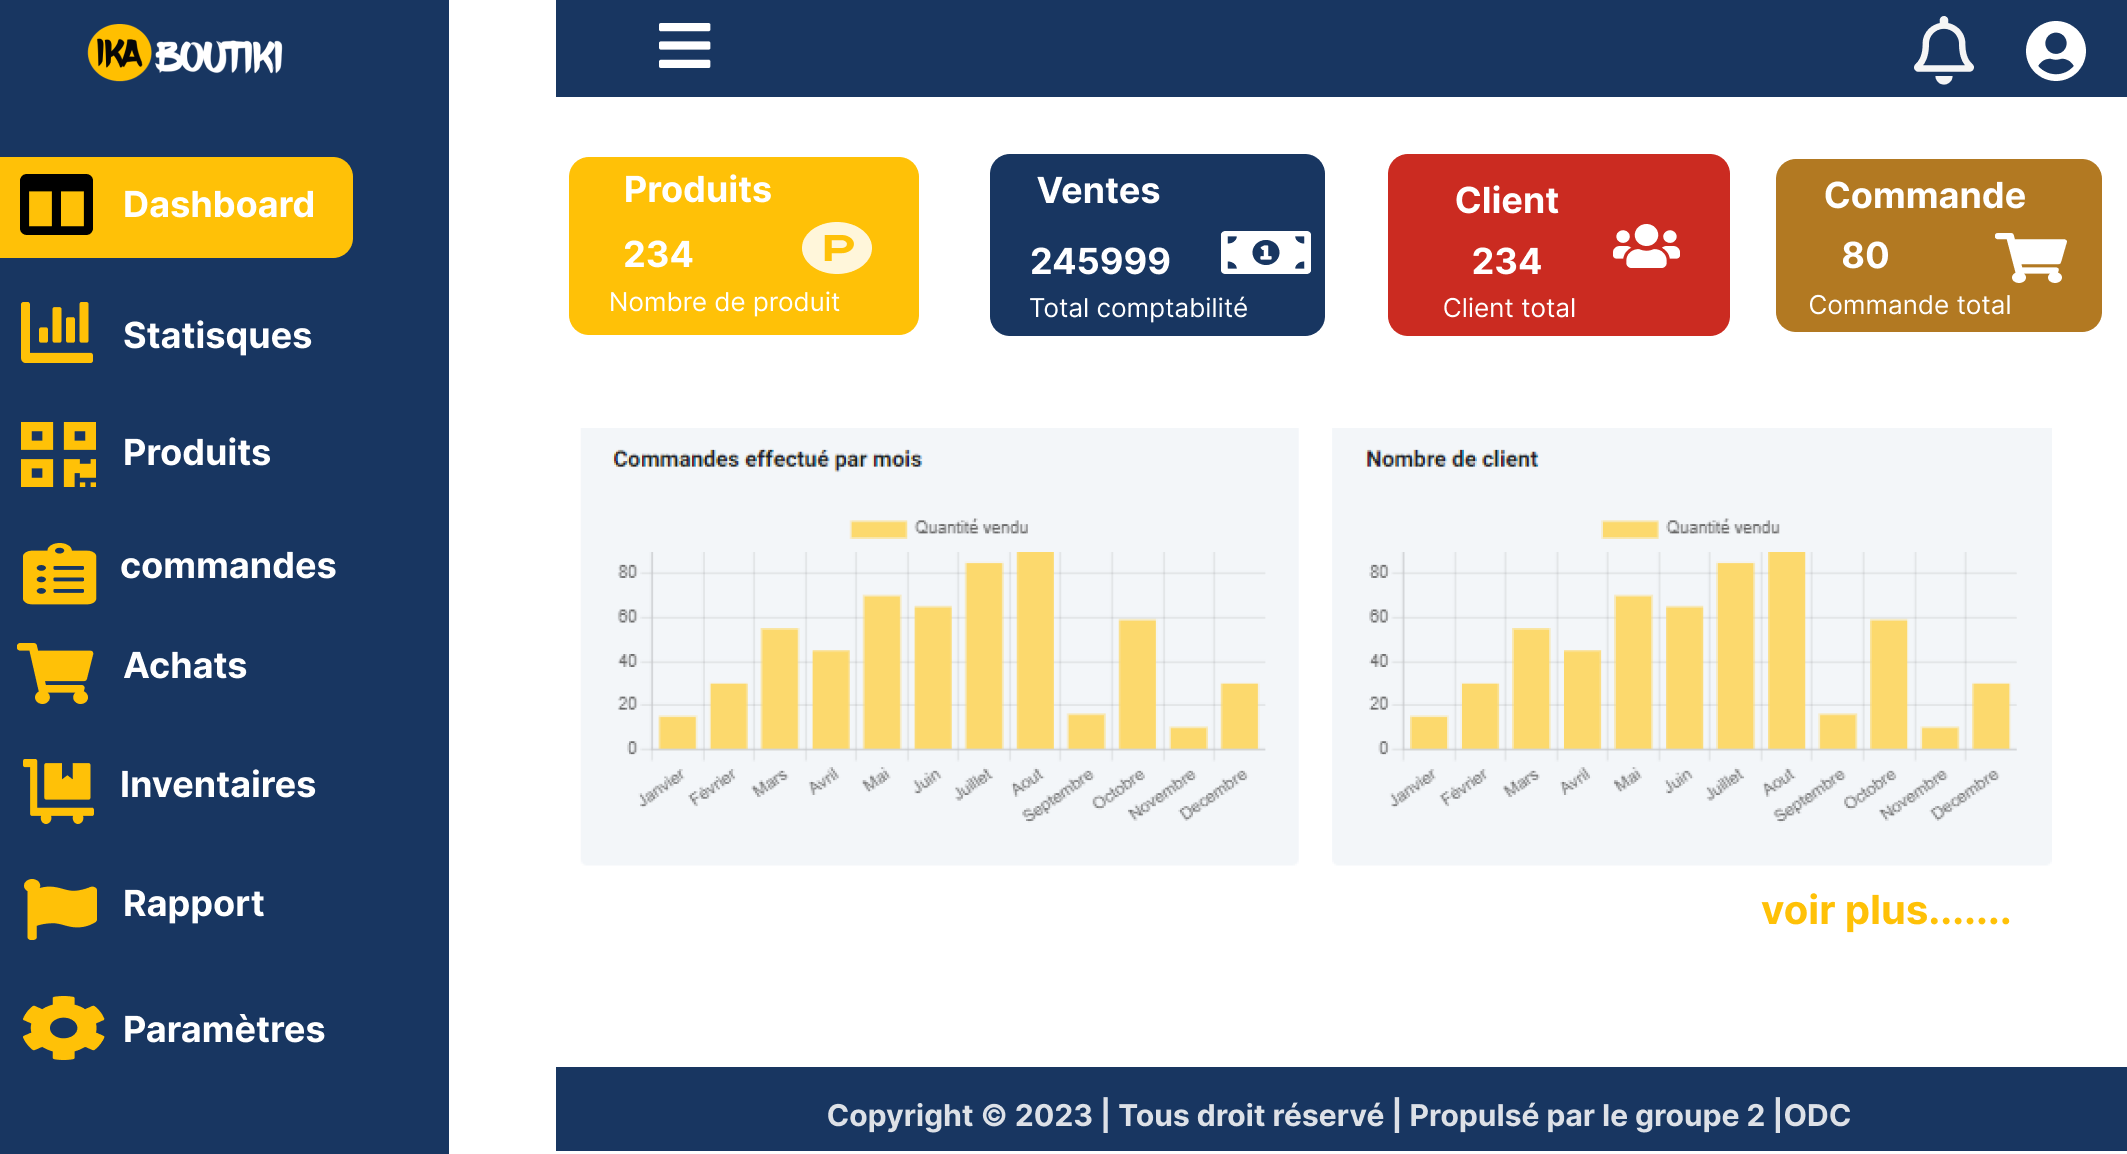 IKA BOUTIKI
Dashboard
Statisques
Produits
commandes
Achats
Inventaires
Rapport
Paramètres
Produits
234
P
Nombre de produit
Ventes
245999
1
Total comptabilité
Client
234
Client total
Commande
80
Commande total
Commandes effectué par mois
Quantité vendu
80
60
40
20
0
Janvier Février Mars Avril Mai Juin Juillet Aout Septembre Octobre Novembre Decembre
Nombre de client
Quantité vendu
80
60
40
20
0
Janvier Février Mars Avril Mai Juin Juillet Aout Septembre Octobre Novembre Decembre
voir plus.......
Copyright © 2023 | Tous droit réservé | Propulsé par le groupe 2 |ODC